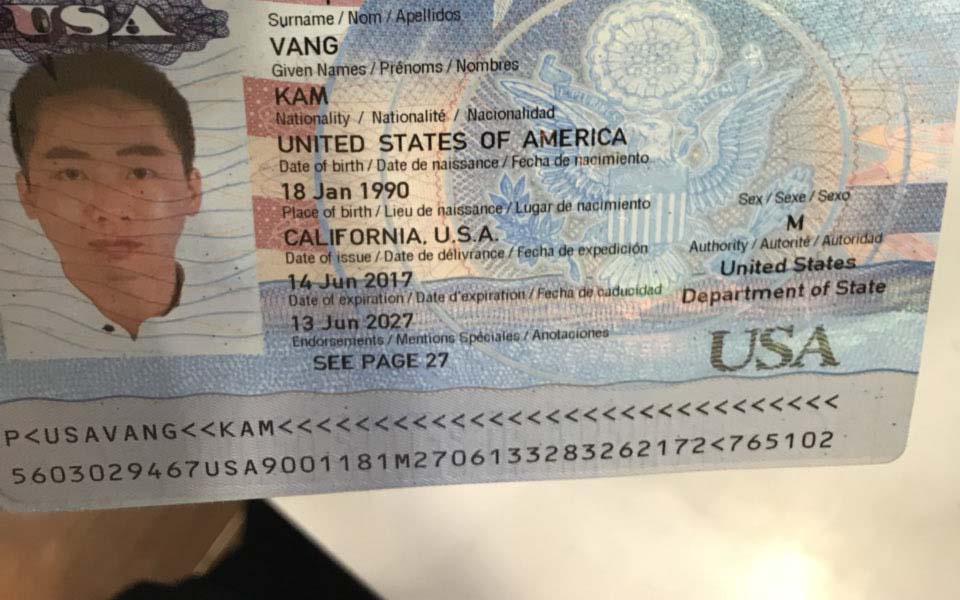 USA
Surname / Nom / Apellidos
VANG
Given Names / Prénoms / Nombres
KAM
Nationality / Nationalité / Nacionalidad
UNITED STATES OF AMERICA
Date of birth / Date de naissance / Fecha de nacimiento
18 Jan 1990
Place of birth / Lieu de naissance / Lugar de nacimiento
Sex / Sexe / Sexo
CALIFORNIA, U.S.A.
M
Date of issue / Date de délivrance / Fecha de expedición
Authority / Autorité / Autoridad
14 Jun 2017
United States
Date of expiration / Date d'expiration / Fecha de caducidad
Department of State
13 Jun 2027
Endorsements / Mentions Spéciales / Anotaciones
SEE PAGE 27
USA
P<USAVANG<<KAM<<<<<<<<<<<<<<<<<<<<<<<<<<<<<<
5603029467USA9001181M2706133283262172<765102